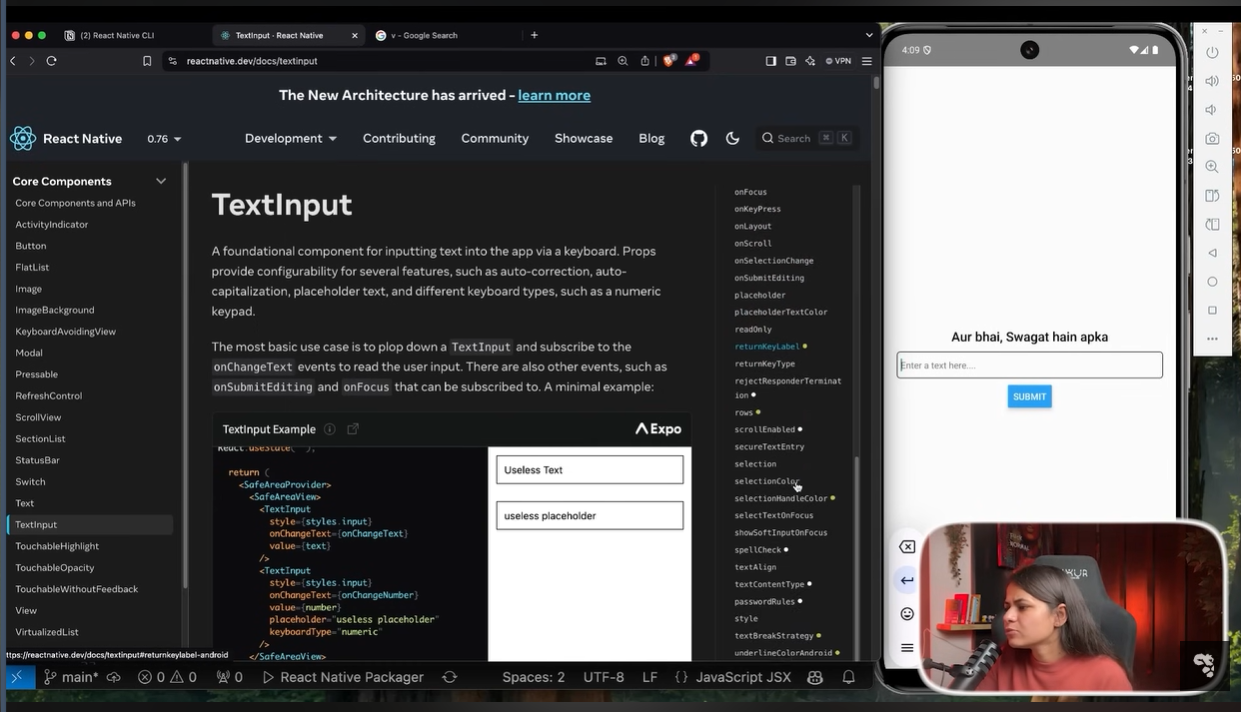 (2) React Native CLI
TextInput · React Native
v - Google Search
reactnative.dev/docs/textinput
VPN
The New Architecture has arrived - learn more
React Native
0.76
Development
Contributing
Community
Showcase
Blog
Search
K
Core Components
Core Components and APIs
ActivityIndicator
Button
FlatList
Image
ImageBackground
KeyboardAvoidingView
Modal
Pressable
RefreshControl
ScrollView
SectionList
StatusBar
Switch
Text
TextInput
TouchableHighlight
TouchableOpacity
TouchableWithoutFeedback
View
VirtualizedList
https://reactnative.dev/docs/textinput#returnkeylabel-android
TextInput
A foundational component for inputting text into the app via a keyboard. Props
provide configurability for several features, such as auto-correction, auto-
capitalization, placeholder text, and different keyboard types, such as a numeric
keypad.
The most basic use case is to plop down a TextInput and subscribe to the
onChangeText events to read the user input. There are also other events, such as
onSubmitEditing and onFocus that can be subscribed to. A minimal example:
TextInput Example
Expo
return (
<SafeAreaProvider>
<SafeAreaView>
<TextInput
style={styles.input}
onChangeText={onChangeText}
value={text}
/>
<TextInput
style={styles.input}
onChangeText={onChangeNumber}
value={number}
placeholder="useless placeholder"
keyboardType="numeric"
/>
</SafeAreaView>
Useless Text
useless placeholder
onFocus
onKeyPress
onLayout
onScroll
onSelectionChange
onSubmitEditing
placeholder
placeholderTextColor
readOnly
returnKeyLabel
returnKeyType
rejectResponderTerminat
ion
rows
scrollEnabled
secureTextEntry
selection
selectionColor
selectionHandleColor
selectTextOnFocus
showSoftInputOnFocus
spellCheck
textAlign
textContentType
passwordRules
style
textBreakStrategy
underlineColorAndroid
main*
0
0
0
React Native Packager
Spaces: 2
UTF-8
LF
{ } JavaScript JSX
4:09
Aur bhai, Swagat hain apka
Enter a text here....
SUBMIT